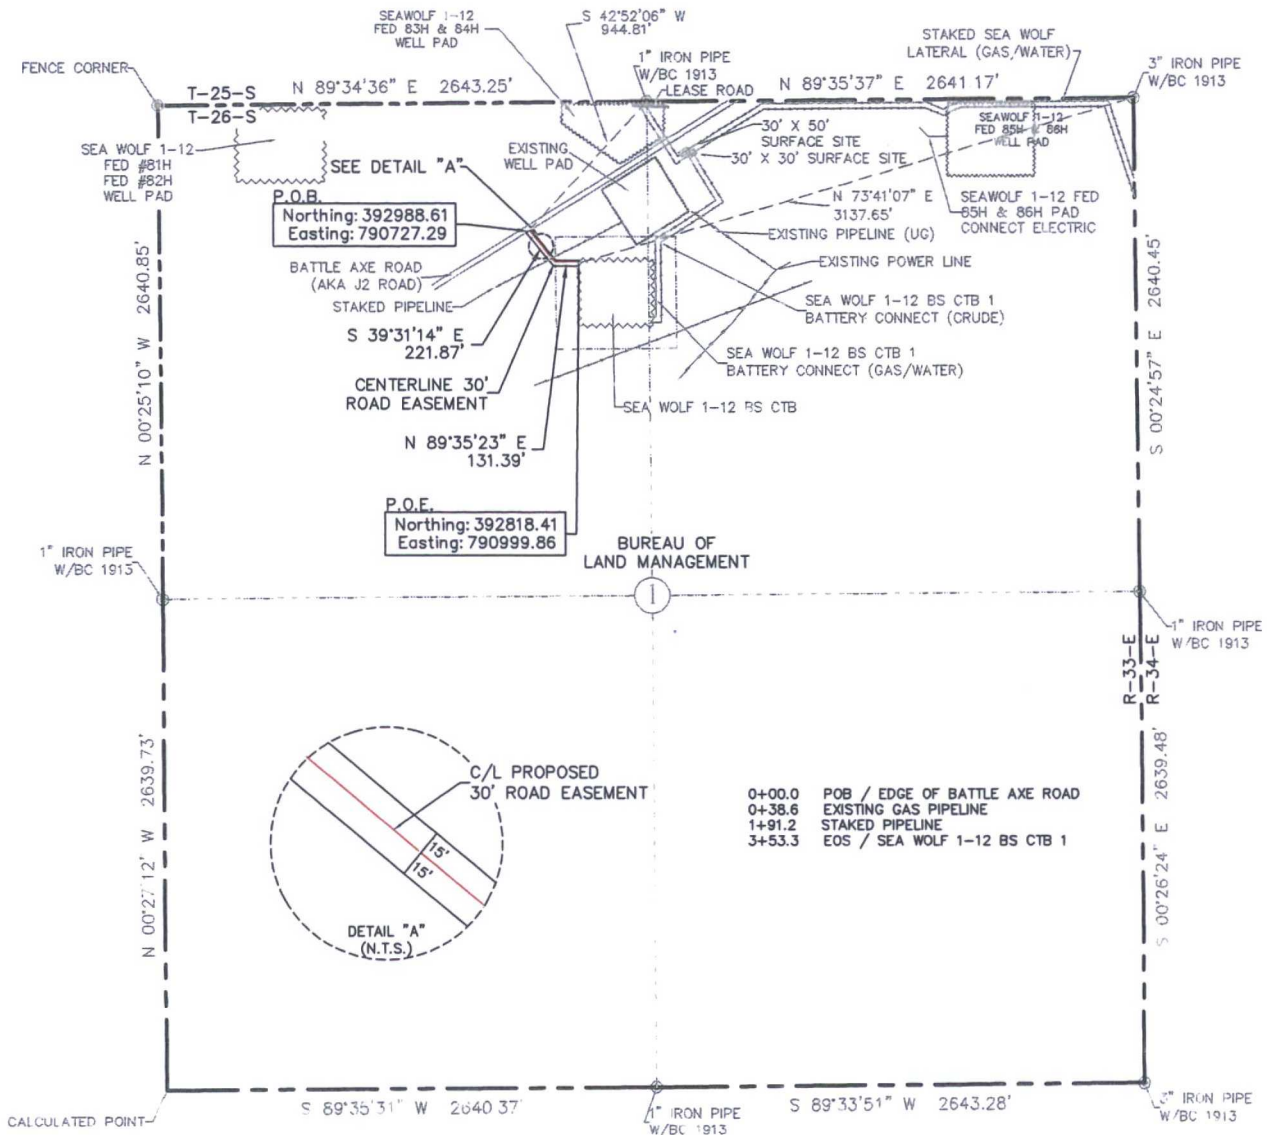 SEAWOLF 1-12
FED 83H & 84H
WELL PAD
S 42°52'06" W
944.81'
STAKED SEA WOLF
LATERAL (GAS/WATER)
FENCE CORNER
N 89°34'36" E 2643.25'
1" IRON PIPE
W/BC 1913
LEASE ROAD
N 89°35'37" E 2641 17'
3" IRON PIPE
W/BC 1913
T-25-S
T-26-S
SEA WOLF 1-12
FED #81H
FED #82H
WELL PAD
EXISTING
WELL PAD
30' X 50'
SURFACE SITE
30' X 30' SURFACE SITE
SEAWOLF 1-12
FED 85H & 86H
WELL PAD
SEE DETAIL "A"
P.O.B.
Northing: 392988.61
Easting: 790727.29
N 73°41'07" E
3137.65'
SEAWOLF 1-12 FED
85H & 86H PAD
CONNECT ELECTRIC
EXISTING PIPELINE (UG)
EXISTING POWER LINE
BATTLE AXE ROAD
(AKA J2 ROAD)
STAKED PIPELINE
SEA WOLF 1-12 BS CTB 1
BATTERY CONNECT (CRUDE)
S 39°31'14" E
221.87'
SEA WOLF 1-12 BS CTB 1
BATTERY CONNECT (GAS/WATER)
CENTERLINE 30'
ROAD EASEMENT
SEA WOLF 1-12 BS CTB
N 00°25'10" W 2640.85'
S 00°24'57" E 2640.45'
N 89°35'23" E
131.39'
P.O.E.
Northing: 392818.41
Easting: 790999.86
BUREAU OF
LAND MANAGEMENT
1" IRON PIPE
W/BC 1913
1
1" IRON PIPE
W/BC 1913
R-33-E
R-34-E
C/L PROPOSED
30' ROAD EASEMENT
15'
15'
DETAIL "A"
(N.T.S.)
0+00.0 POB / EDGE OF BATTLE AXE ROAD
0+38.6 EXISTING GAS PIPELINE
1+91.2 STAKED PIPELINE
3+53.3 EOS / SEA WOLF 1-12 BS CTB 1
N 00°27'12" W 2639.73'
S 00°26'24" E 2639.48'
CALCULATED POINT
S 89°35'31" W 2640 37'
1" IRON PIPE
W/BC 1913
S 89°33'51" W 2643.28'
3" IRON PIPE
W/BC 1913